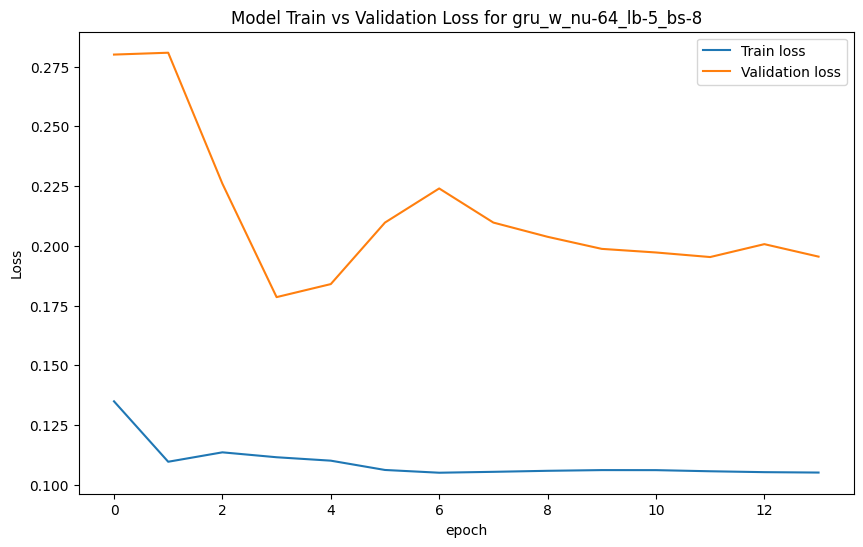 Model Train vs Validation Loss for gru_w_nu-64_lb-5_bs-8
Train loss
Validation loss
0.275
0.250
0.225
0.200
0.175
0.150
0.125
0.100
Loss
0 2 4 6 8 10 12
epoch